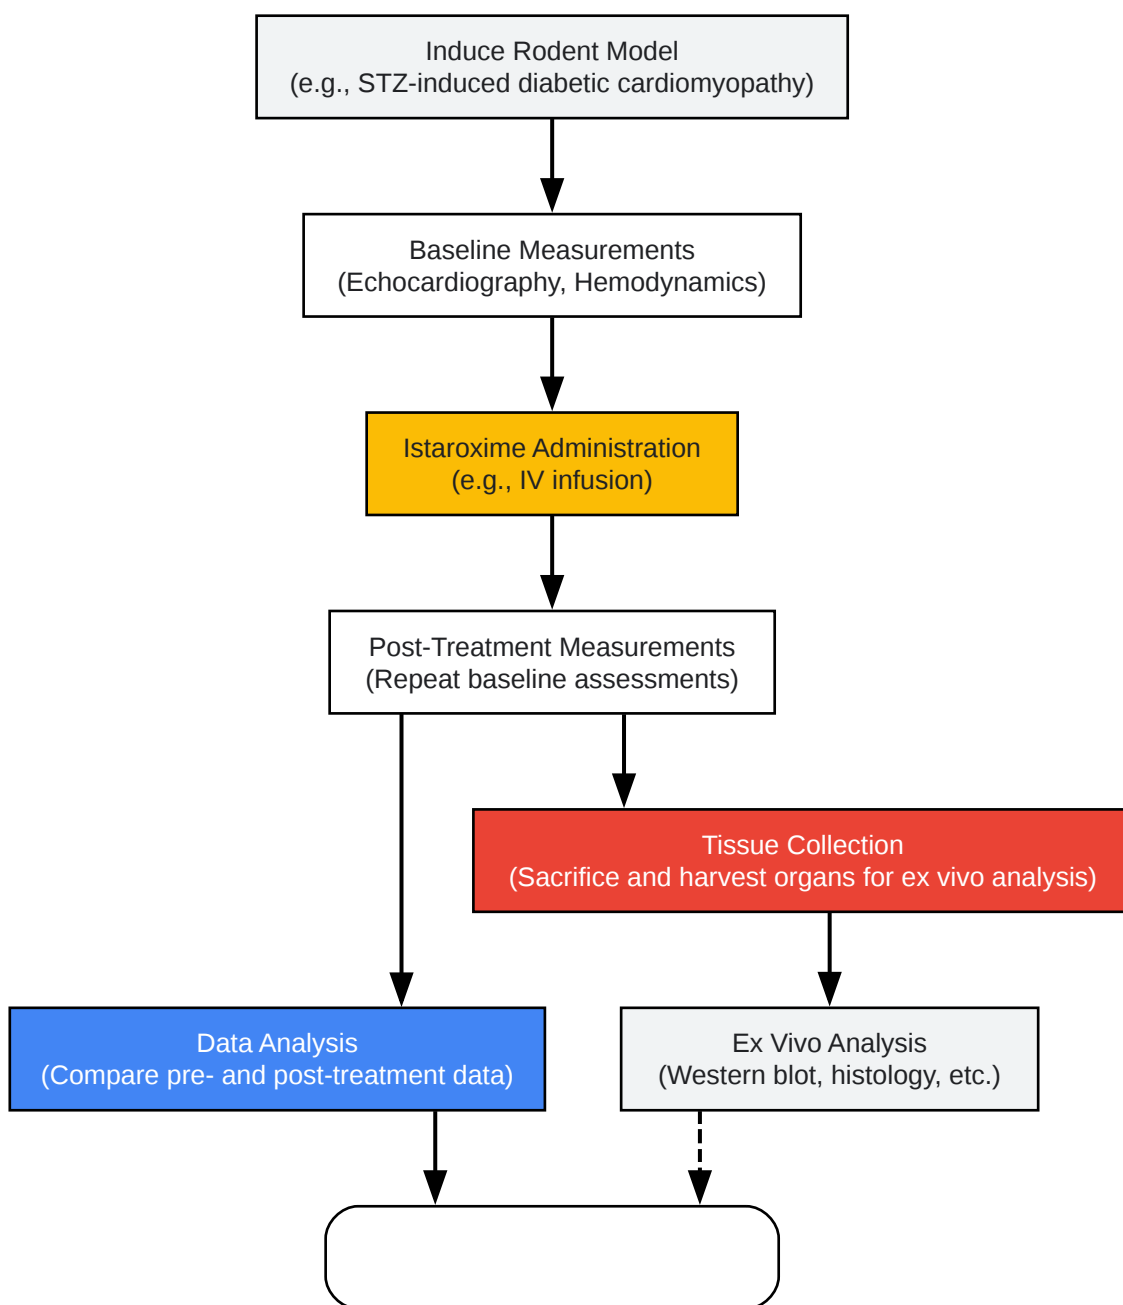 Induce Rodent Model
(e.g., STZ-induced diabetic cardiomyopathy)
Baseline Measurements
(Echocardiography, Hemodynamics)
Istaroxime Administration
(e.g., IV infusion)
Post-Treatment Measurements
(Repeat baseline assessments)
Tissue Collection
(Sacrifice and harvest organs for ex vivo analysis)
Data Analysis
(Compare pre- and post-treatment data)
Ex Vivo Analysis
(Western blot, histology, etc.)